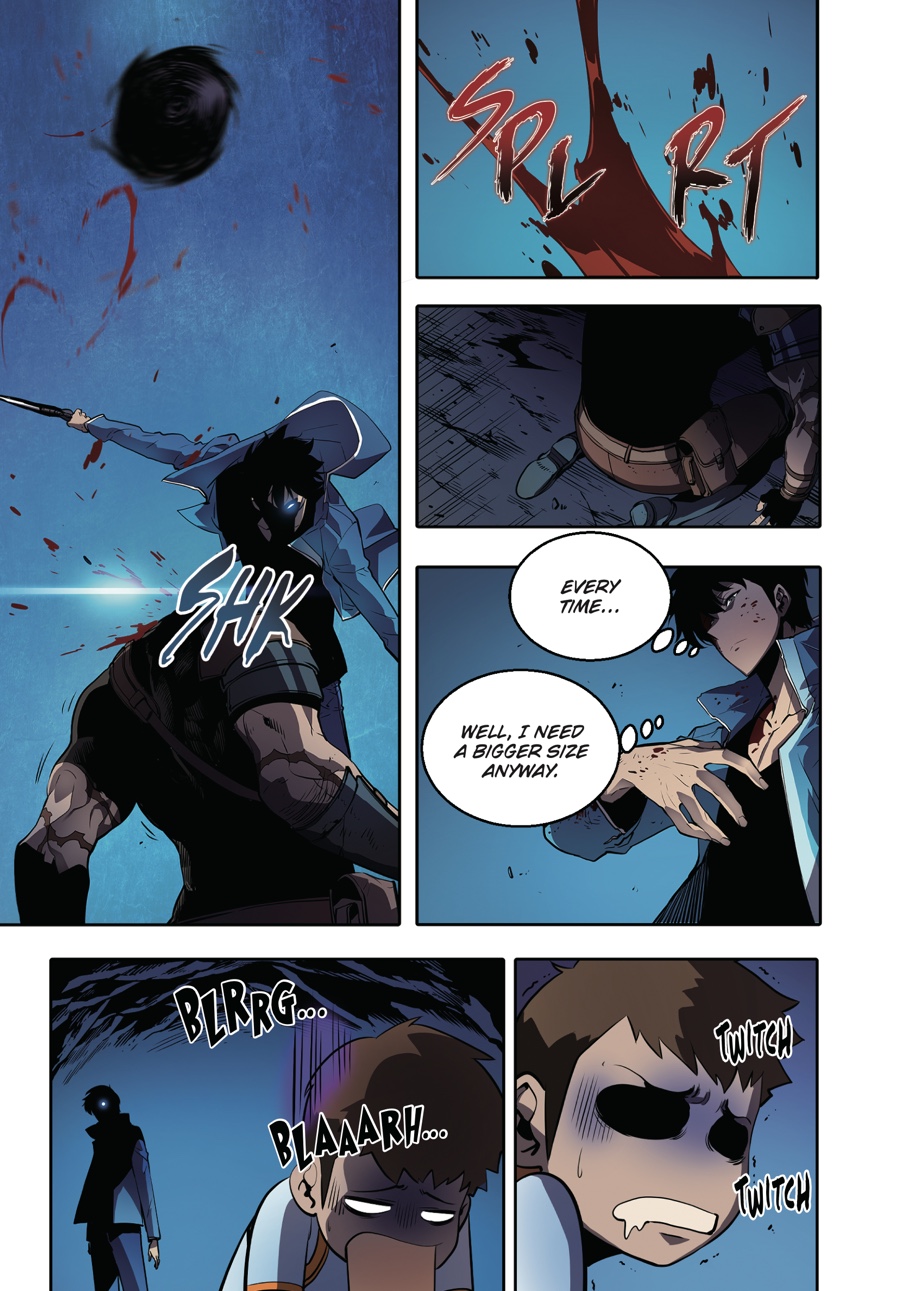 SPLRT
SHK
EVERY
TIME...
WELL, I NEED
A BIGGER SIZE
ANYWAY.
BLRRG...
BLAAARH...
TWITCH
TWITCH